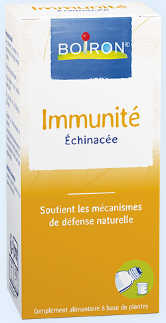 BOIRON®
Immunité
Échinacée
Soutient les mécanismes
de défense naturelle
Complément alimentaire à base de plantes